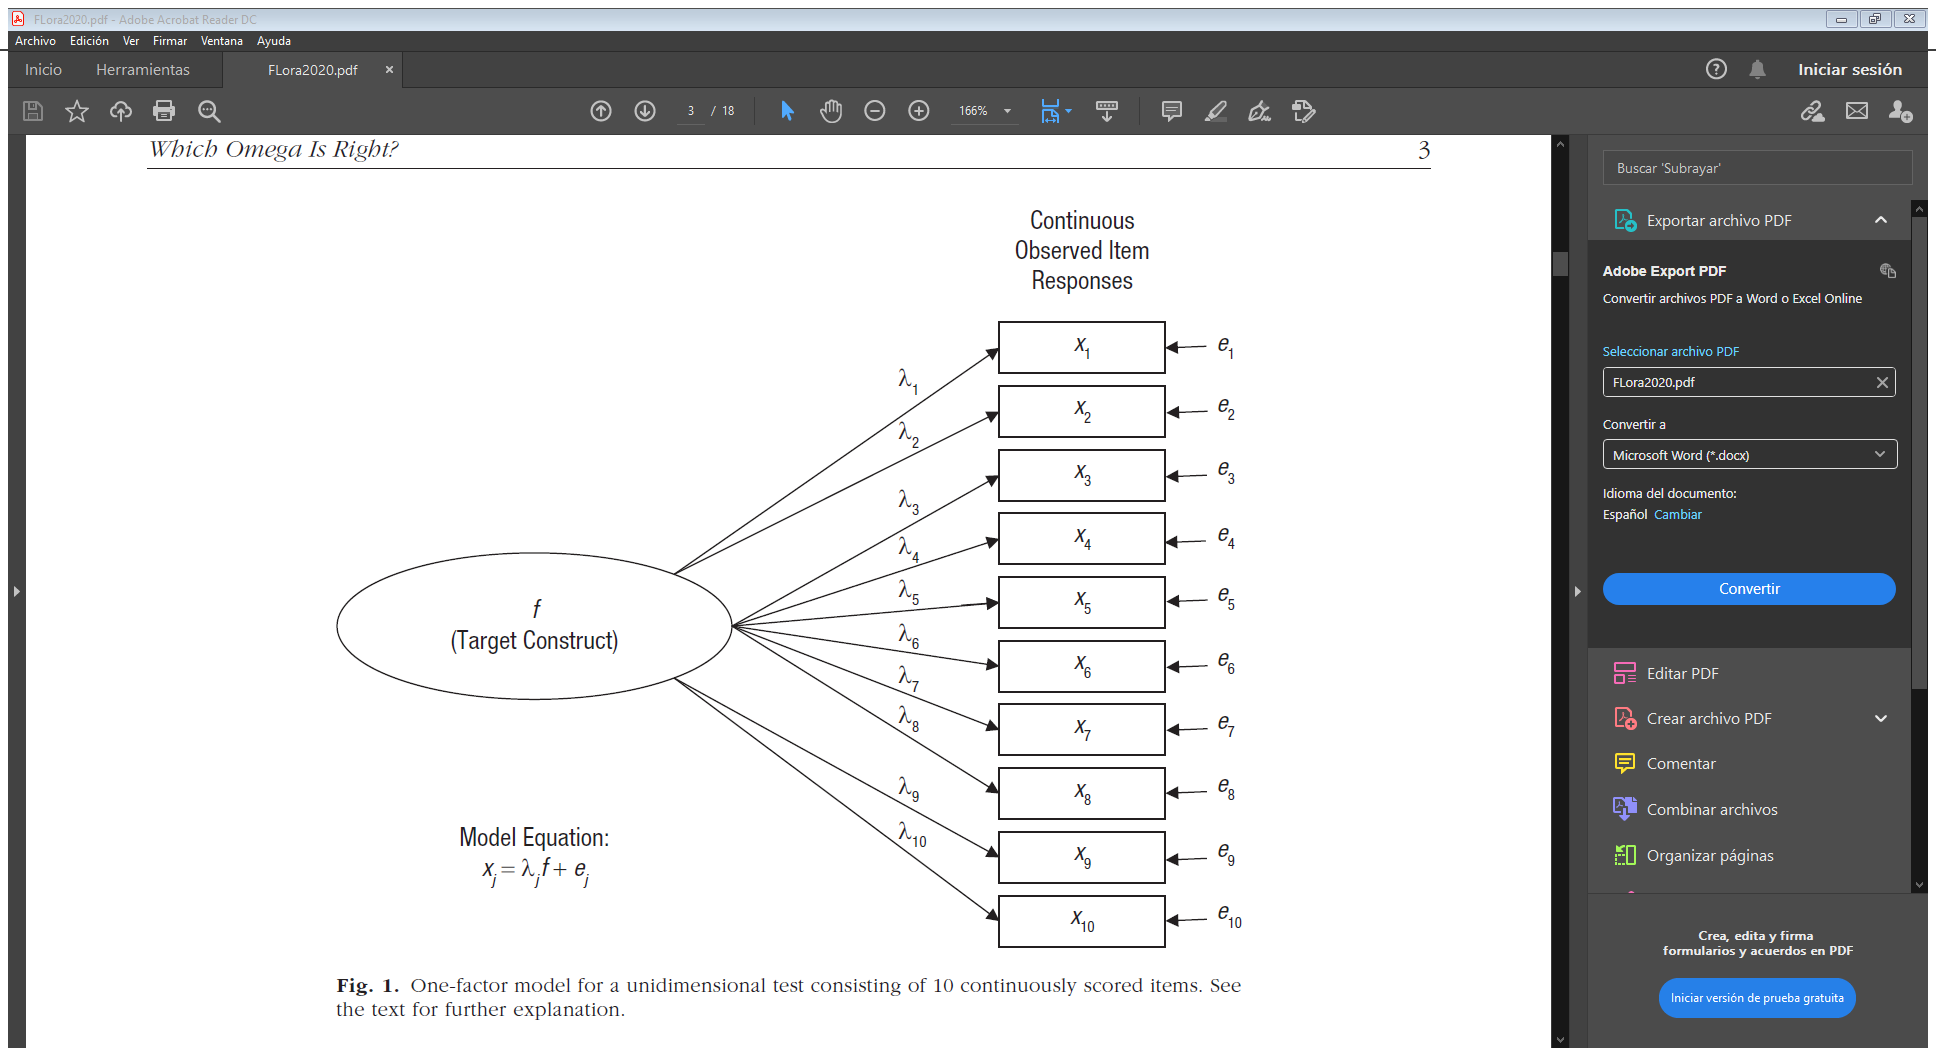 FLora2020.pdf - Adobe Acrobat Reader DC
Archivo Edición Ver Firmar Ventana Ayuda
Inicio Herramientas FLora2020.pdf × Iniciar sesión
3 / 18 166%
Which Omega Is Right? 3
Continuous
Observed Item
Responses
x1 e1
λ1
x2 e2
λ2
x3 e3
λ3
x4 e4
λ4
x5 e5
λ5
x6 e6
λ6
x7 e7
λ7
x8 e8
λ8
x9 e9
λ9
x10 e10
λ10
f
(Target Construct)
Model Equation:
xj = λjf + ej
Fig. 1. One-factor model for a unidimensional test consisting of 10 continuously scored items. See
the text for further explanation.
Buscar 'Subrayar'
Exportar archivo PDF
Adobe Export PDF
Convertir archivos PDF a Word o Excel Online
Seleccionar archivo PDF
FLora2020.pdf
Convertir a
Microsoft Word (*.docx)
Idioma del documento:
Español Cambiar
Convertir
Editar PDF
Crear archivo PDF
Comentar
Combinar archivos
Organizar páginas
Crea, edita y firma
formularios y acuerdos en PDF
Iniciar versión de prueba gratuita